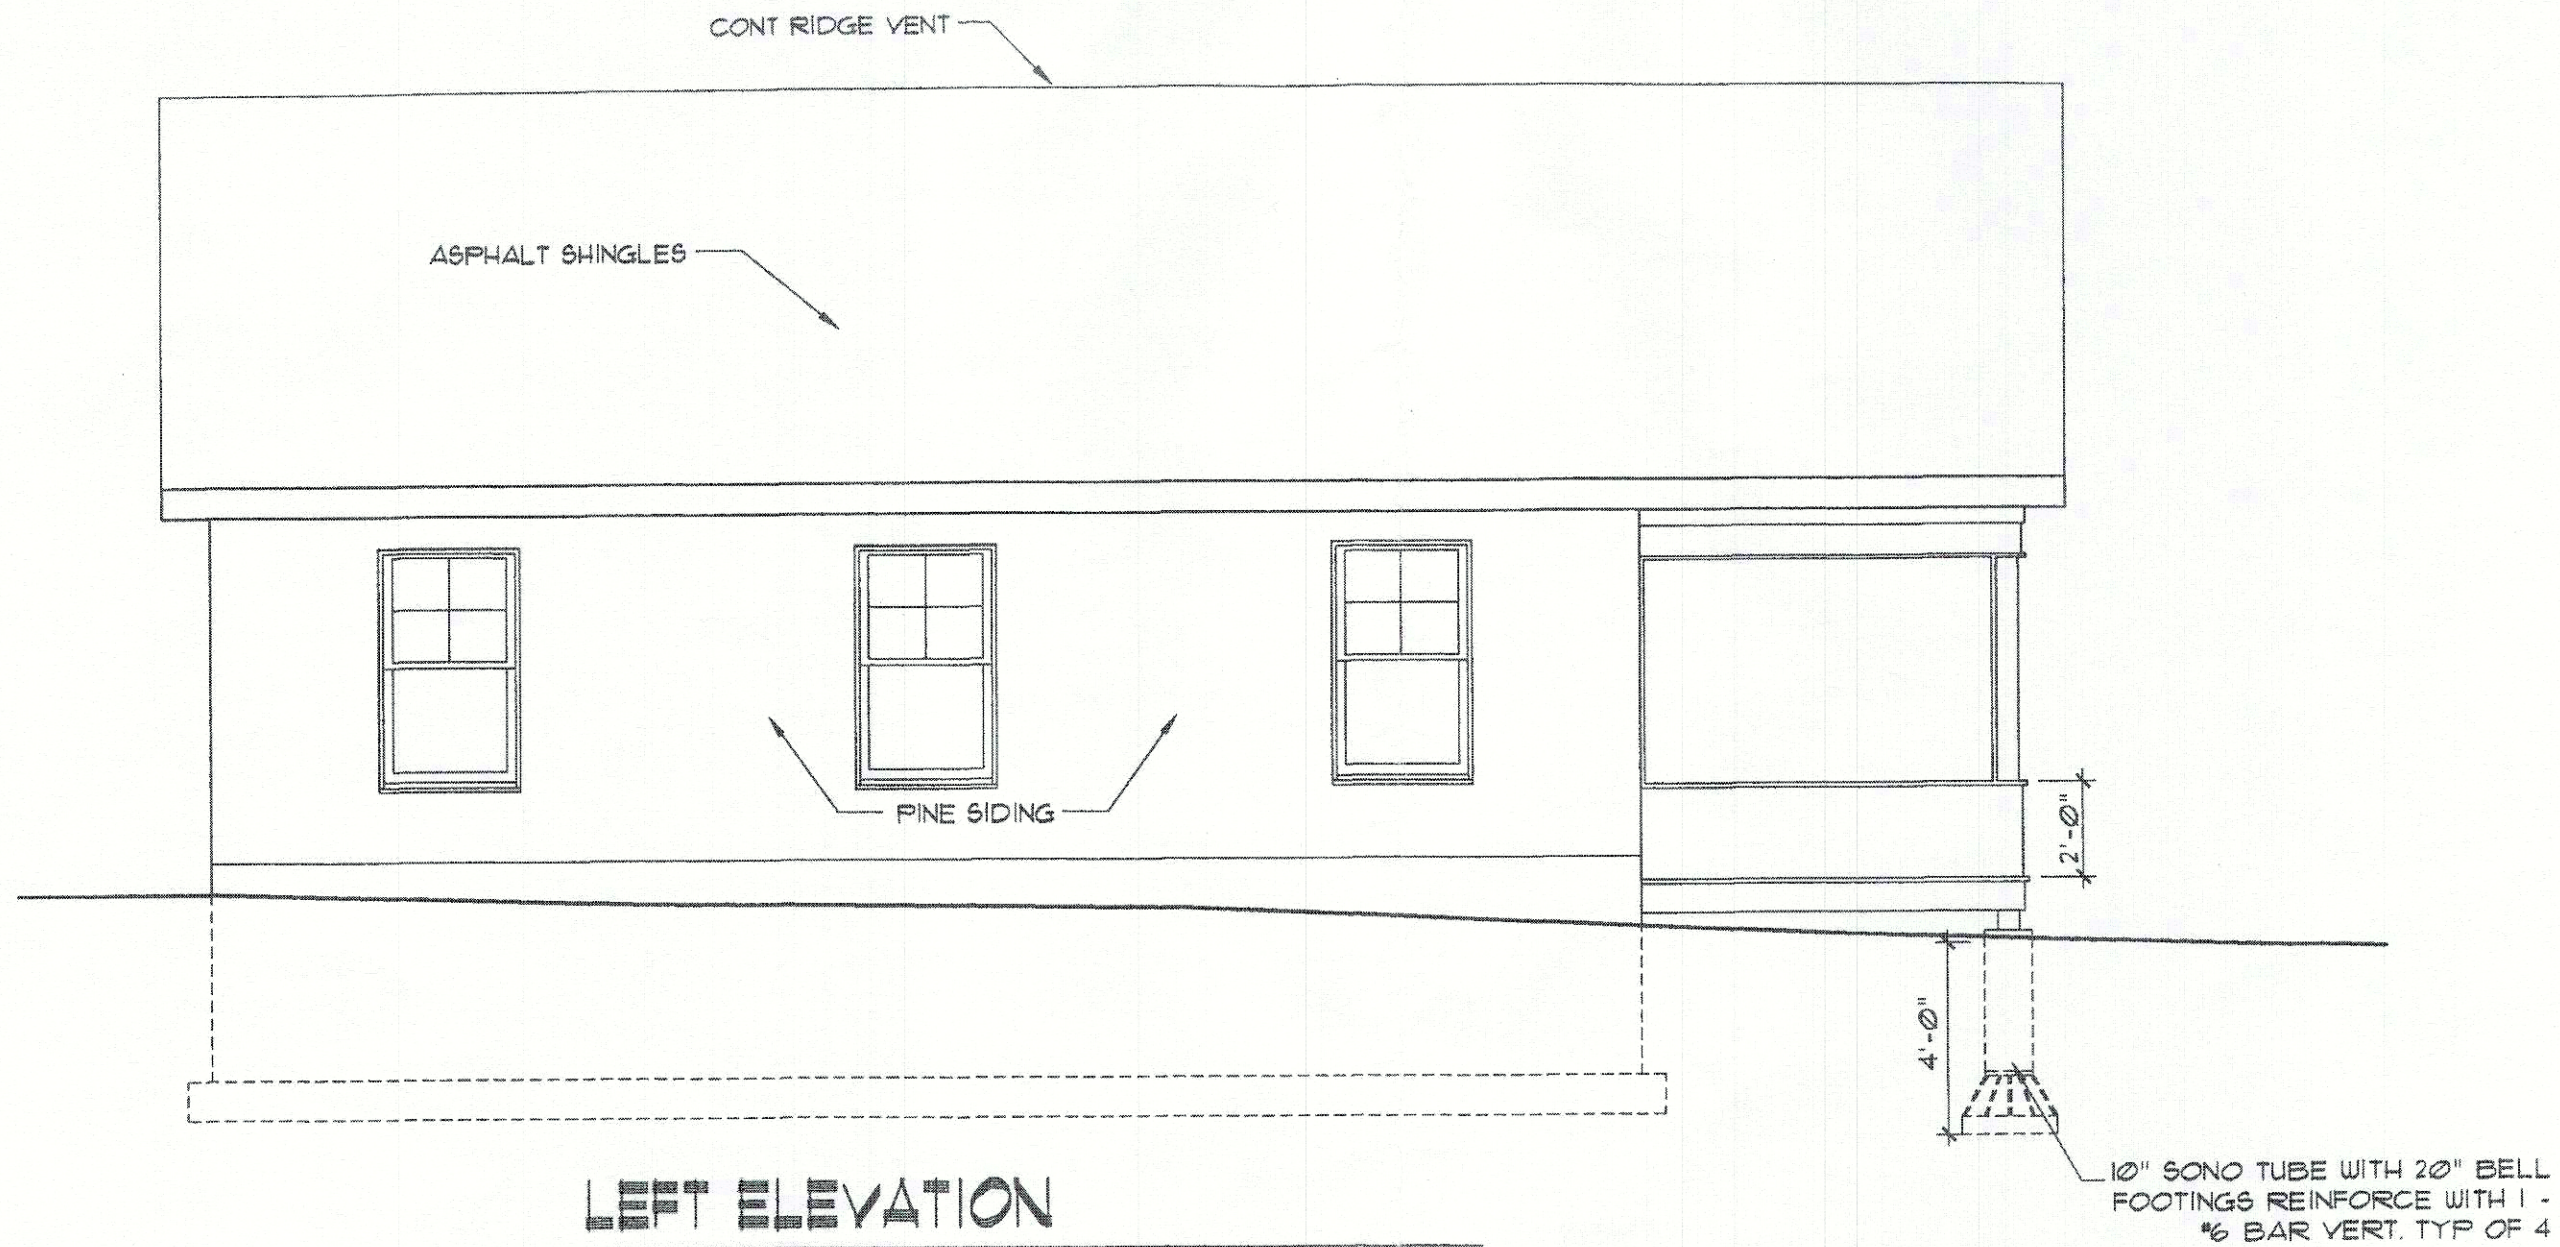 CONT RIDGE VENT
ASPHALT SHINGLES
PINE SIDING
2'-0"
4'-0"
10" SONO TUBE WITH 20" BELL
FOOTINGS REINFORCE WITH 1 -
#6 BAR VERT. TYP OF 4
LEFT ELEVATION